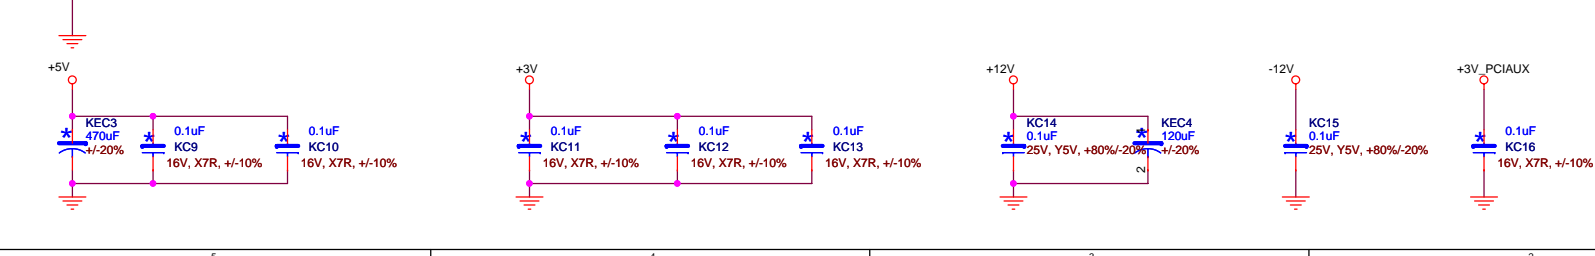 +5V
KEC3
470uF
+/-20%
0.1uF
KC9
16V, X7R, +/-10%
0.1uF
KC10
16V, X7R, +/-10%
+3V
0.1uF
KC11
16V, X7R, +/-10%
0.1uF
KC12
16V, X7R, +/-10%
0.1uF
KC13
16V, X7R, +/-10%
+12V
KC14
0.1uF
25V, Y5V, +80%/-20%
KEC4
120uF
+/-20%
2
-12V
KC15
0.1uF
25V, Y5V, +80%/-20%
+3V_PCIAUX
0.1uF
KC16
16V, X7R, +/-10%